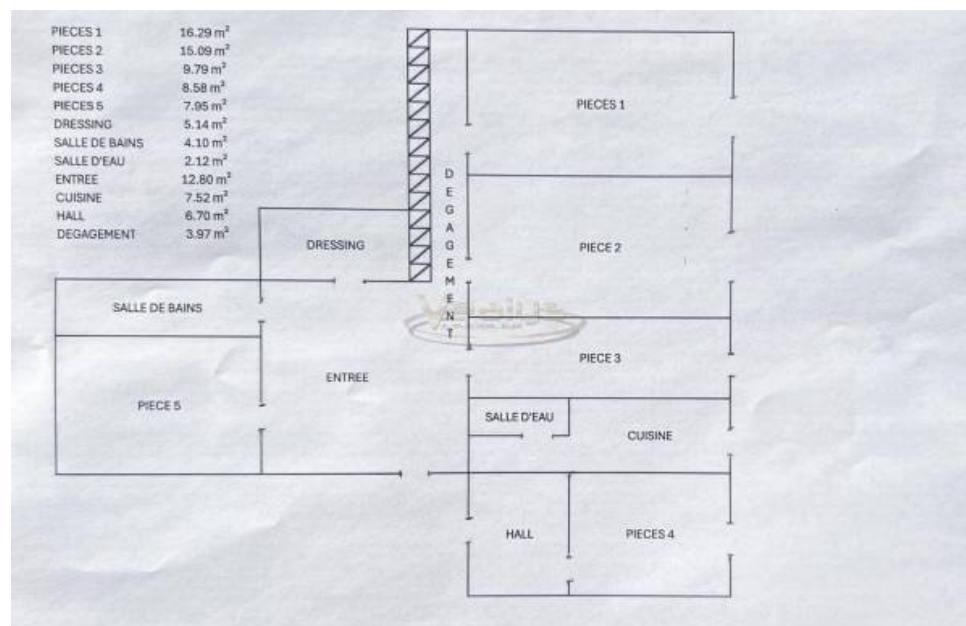 PIECES 1 16.29 m²
PIECES 2 15.09 m²
PIECES 3 9.79 m²
PIECES 4 8.58 m²
PIECES 5 7.95 m²
DRESSING 5.14 m²
SALLE DE BAINS 4.10 m²
SALLE D'EAU 2.12 m²
ENTREE 12.80 m²
CUISINE 7.52 m²
HALL 6.70 m²
DEGAGEMENT 3.97 m²
PIECES 1
DEGAGEMENT
PIECE 2
DRESSING
SALLE DE BAINS
PIECE 3
ENTREE
PIECE 5
SALLE D'EAU
CUISINE
HALL
PIECES 4